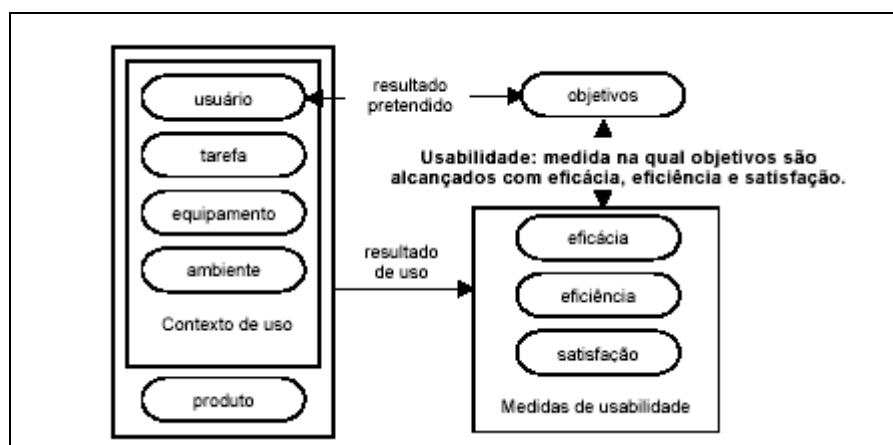 usuário
tarefa
equipamento
ambiente
Contexto de uso
produto
resultado
pretendido
objetivos
Usabilidade: medida na qual objetivos são
alcançados com eficácia, eficiência e satisfação.
resultado
de uso
eficácia
eficiência
satisfação
Medidas de usabilidade